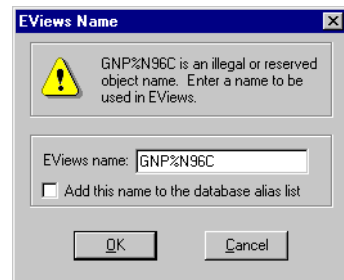 EViews Name
GNP%N96C is an illegal or reserved
object name. Enter a name to be
used in EViews.
EViews name: GNP%N96C
Add this name to the database alias list
OK
Cancel